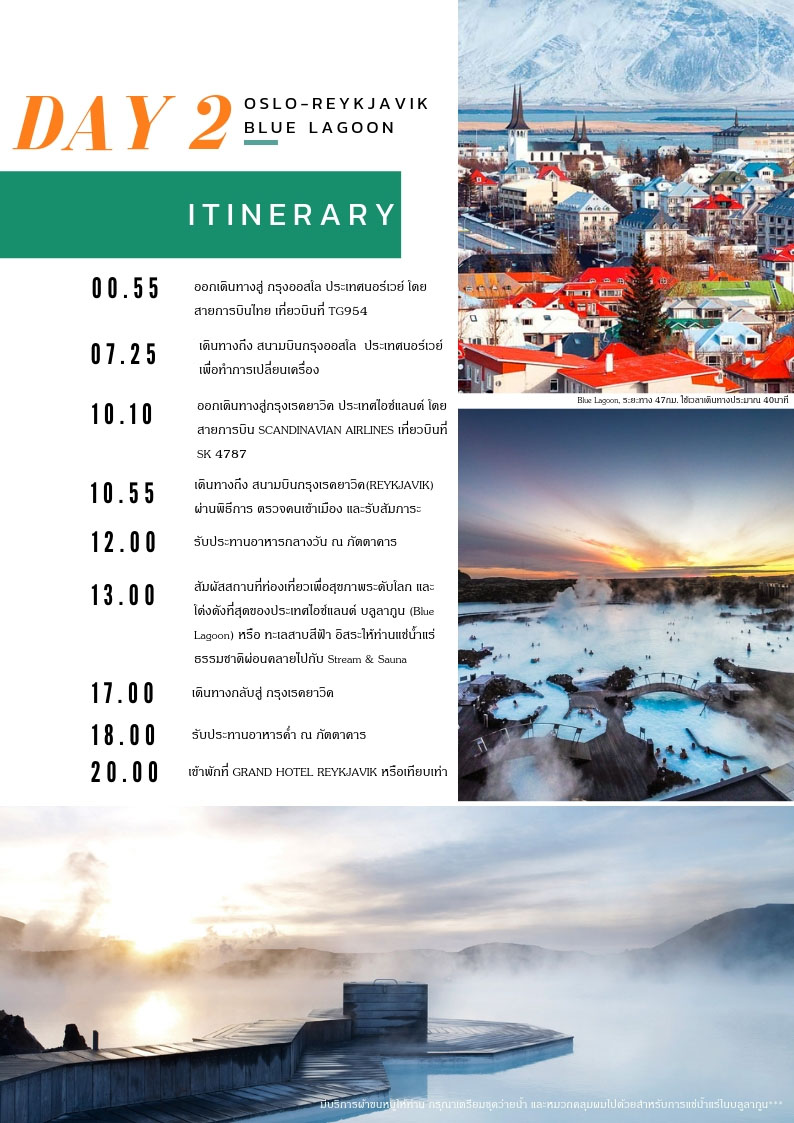 DAY 2
OSLO-REYKJAVIK
BLUE LAGOON
ITINERARY
00.55
ออกเดินทางสู่ กรุงออสโล ประเทศนอร์เวย์ โดย
สายการบินไทย เที่ยวบินที่ TG954
07.25
เดินทางถึง สนามบินกรุงออสโล ประเทศนอร์เวย์
เพื่อทำการเปลี่ยนเครื่อง
10.10
ออกเดินทางสู่กรุงเรคยาวิค ประเทศไอซ์แลนด์ โดย
สายการบิน SCANDINAVIAN AIRLINES เที่ยวบินที่
SK 4787
10.55
เดินทางถึง สนามบินกรุงเรคยาวิค(REYKJAVIK)
ผ่านพิธีการ ตรวจคนเข้าเมือง และรับสัมภาระ
12.00
รับประทานอาหารกลางวัน ณ ภัตตาคาร
13.00
สัมผัสสถานที่ท่องเที่ยวเพื่อสุขภาพระดับโลก และ
โด่งดังที่สุดของประเทศไอซ์แลนด์ บลูลากูน (Blue
Lagoon) หรือ ทะเลสาบสีฟ้า อิสระให้ท่านแช่น้ำแร่
ธรรมชาติผ่อนคลายไปกับ Stream & Sauna
17.00
เดินทางกลับสู่ กรุงเรคยาวิค
18.00
รับประทานอาหารค่ำ ณ ภัตตาคาร
20.00
เข้าพักที่ GRAND HOTEL REYKJAVIK หรือเทียบเท่า
Blue Lagoon, ระยะทาง 47กม. ใช้เวลาเดินทางประมาณ 40นาที
มีบริการผ้าขนหนูให้ท่าน กรุณาเตรียมชุดว่ายน้ำ และหมวกคลุมผมไปด้วยสำหรับการแช่น้ำแร่ในบลูลากูน***